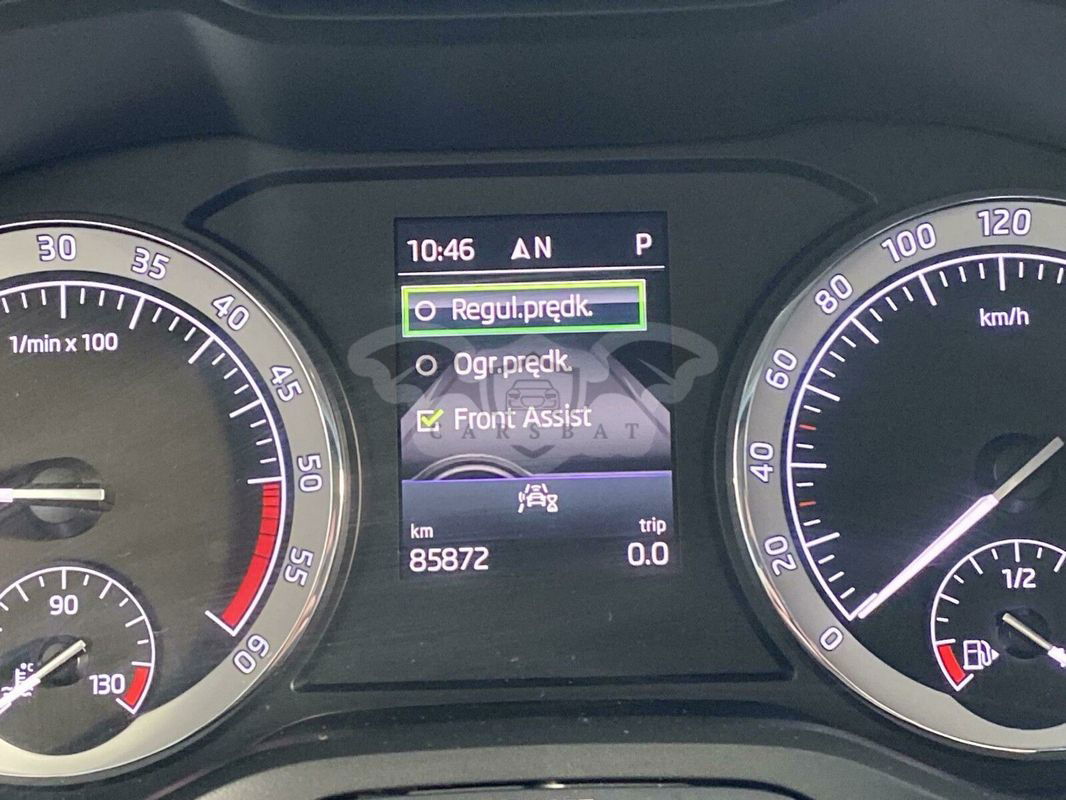 30
35
40
45
50
55
60
1/min x 100
90
130
°C
10:46 N P
Regul.prędk.
Ogr.prędk.
Front Assist
CARSBAT
km
85872
trip
0.0
0
20
40
60
80
100
120
km/h
1/2